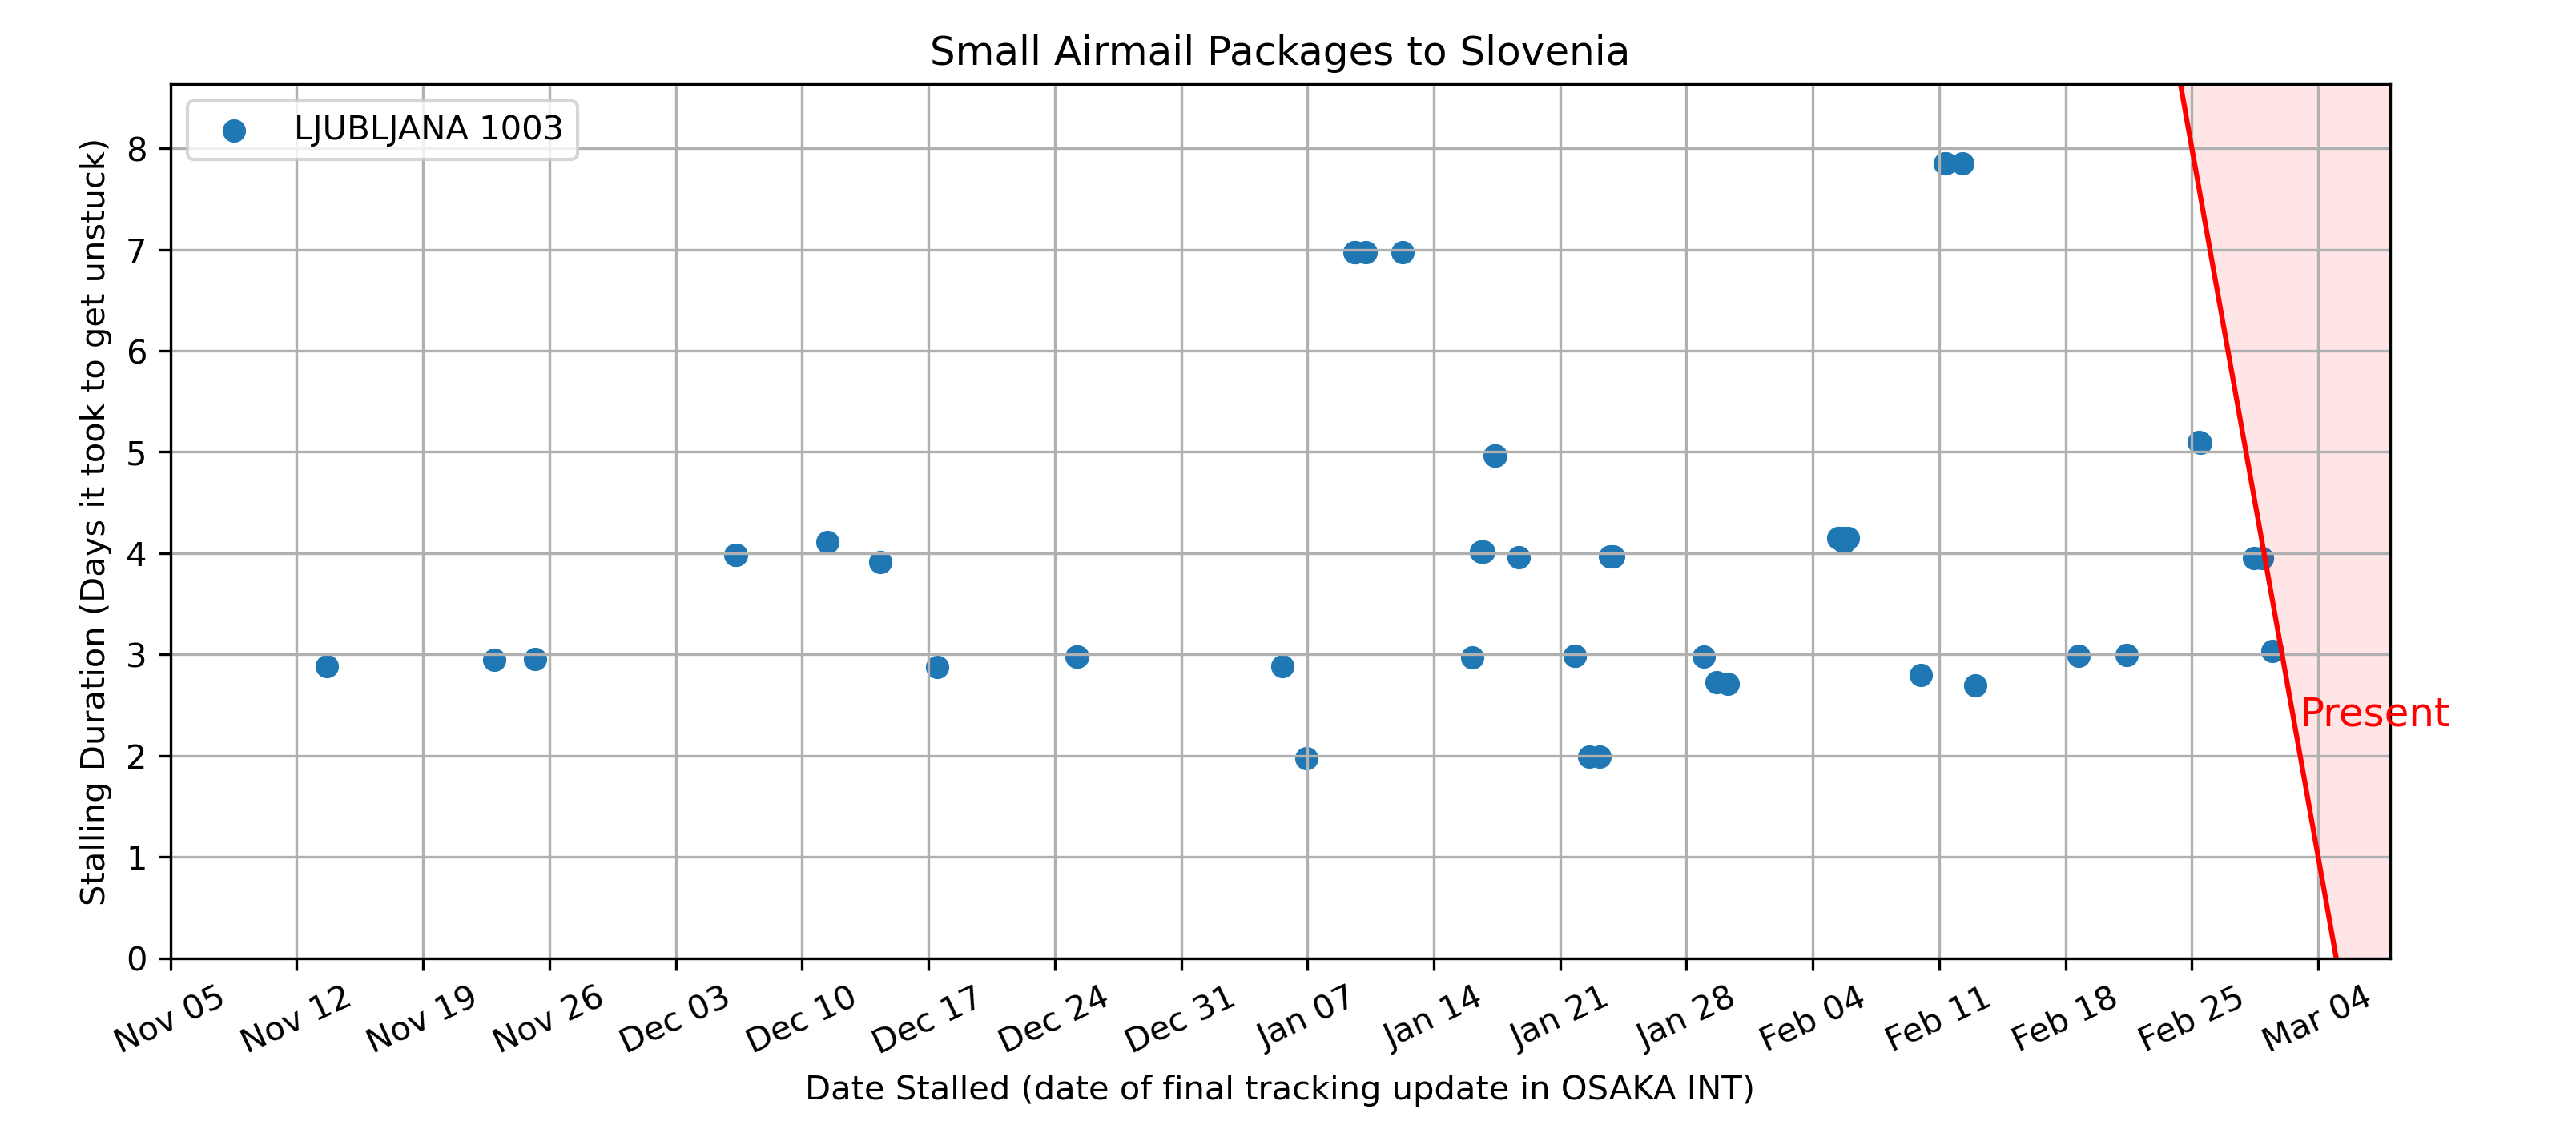 Small Airmail Packages to Slovenia
LJUBLJANA 1003
Stalling Duration (Days it took to get unstuck)
8
7
6
5
4
3
2
1
0
Present
Nov 05
Nov 12
Nov 19
Nov 26
Dec 03
Dec 10
Dec 17
Dec 24
Dec 31
Jan 07
Jan 14
Jan 21
Jan 28
Feb 04
Feb 11
Feb 18
Feb 25
Mar 04
Date Stalled (date of final tracking update in OSAKA INT)